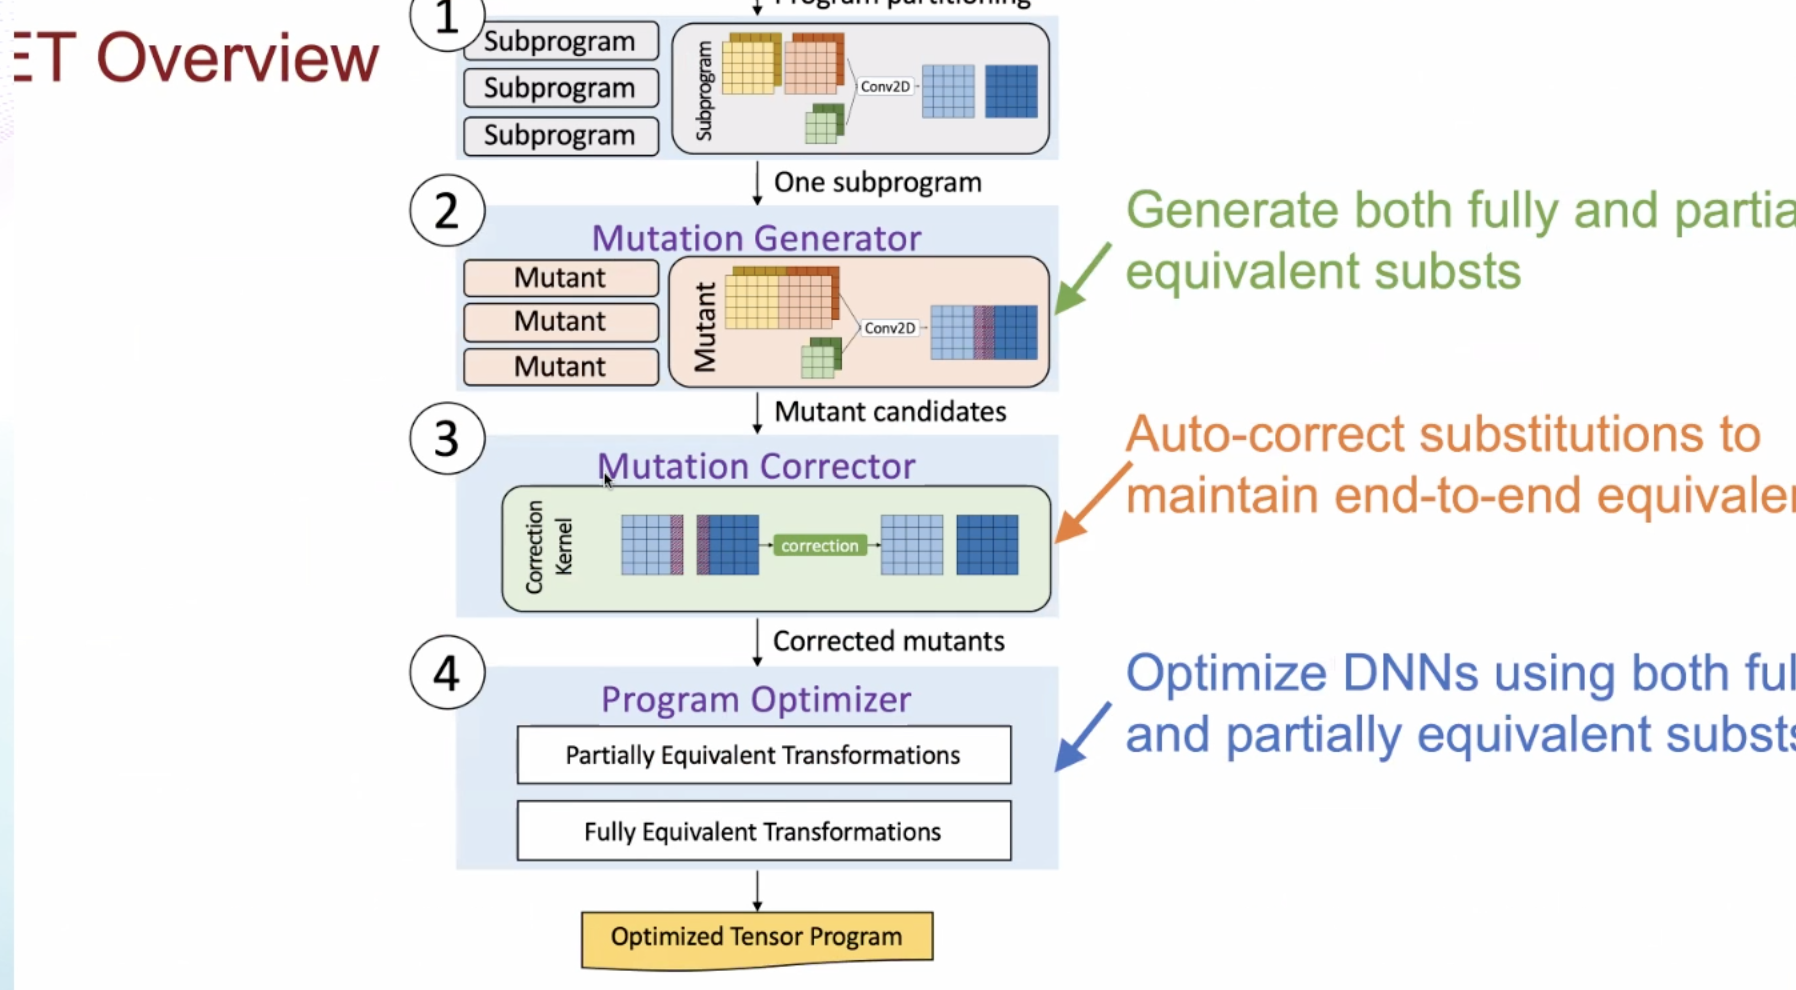 Program partitioning
1
ET Overview
Subprogram
Subprogram
Subprogram
Subprogram
Conv2D
One subprogram
2
Mutation Generator
Mutant
Mutant
Mutant
Mutant
Conv2D
Generate both fully and partia
equivalent substs
Mutant candidates
3
Mutation Corrector
Correction
Kernel
correction
Auto-correct substitutions to
maintain end-to-end equivale
Corrected mutants
4
Program Optimizer
Partially Equivalent Transformations
Fully Equivalent Transformations
Optimize DNNs using both ful
and partially equivalent substs
Optimized Tensor Program